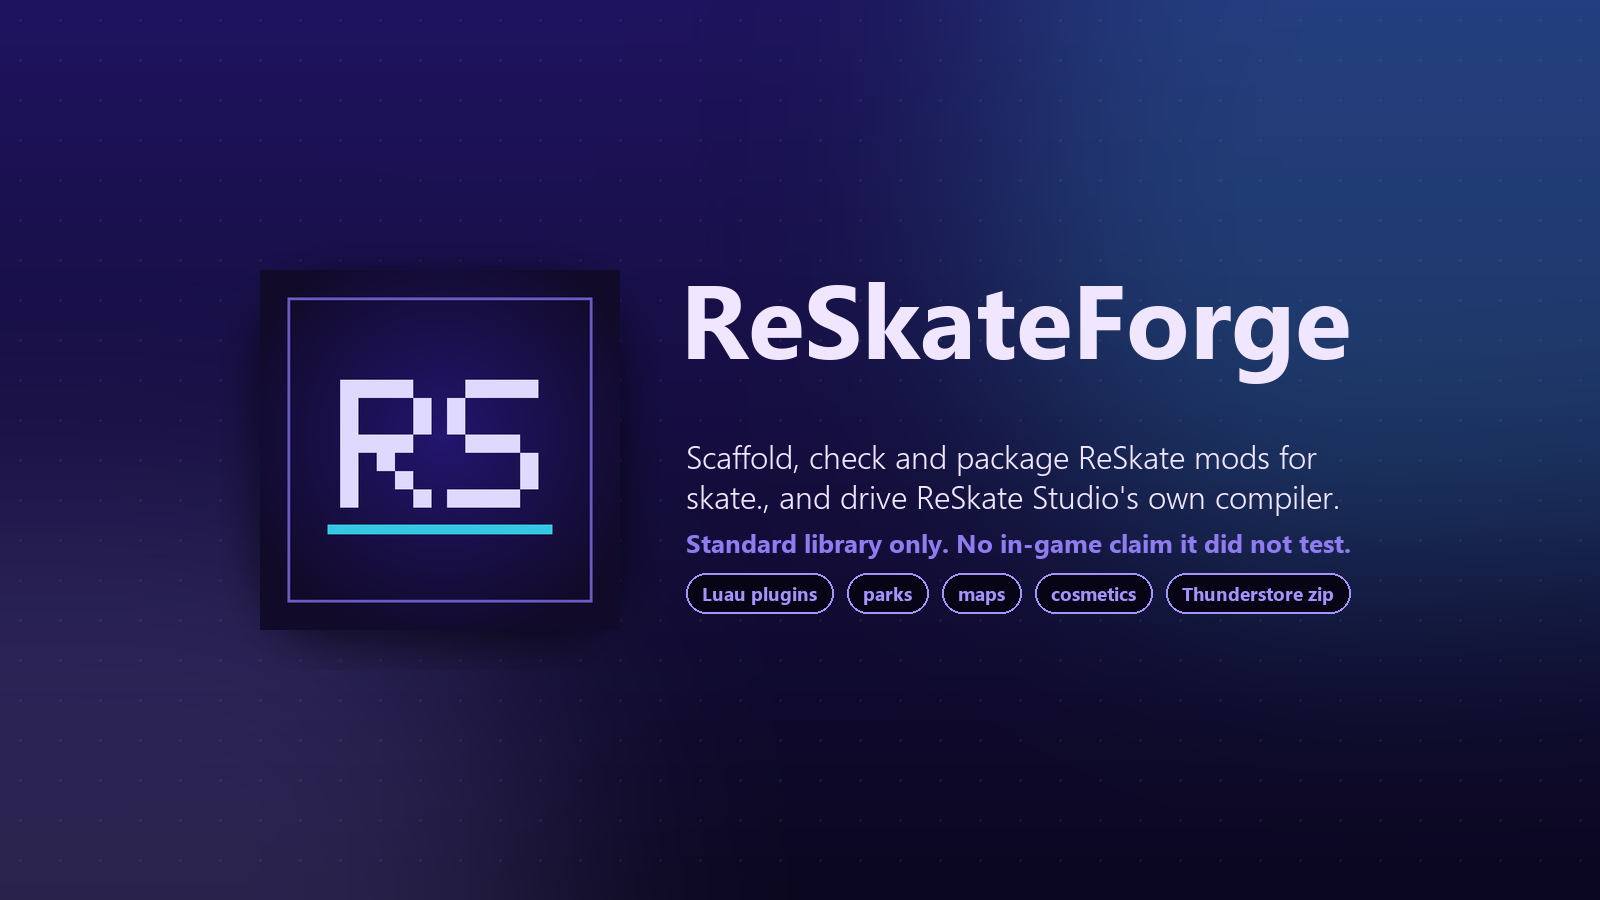 RS
ReSkateForge
Scaffold, check and package ReSkate mods for
skate., and drive ReSkate Studio's own compiler.
Standard library only. No in-game claim it did not test.
Luau plugins
parks
maps
cosmetics
Thunderstore zip